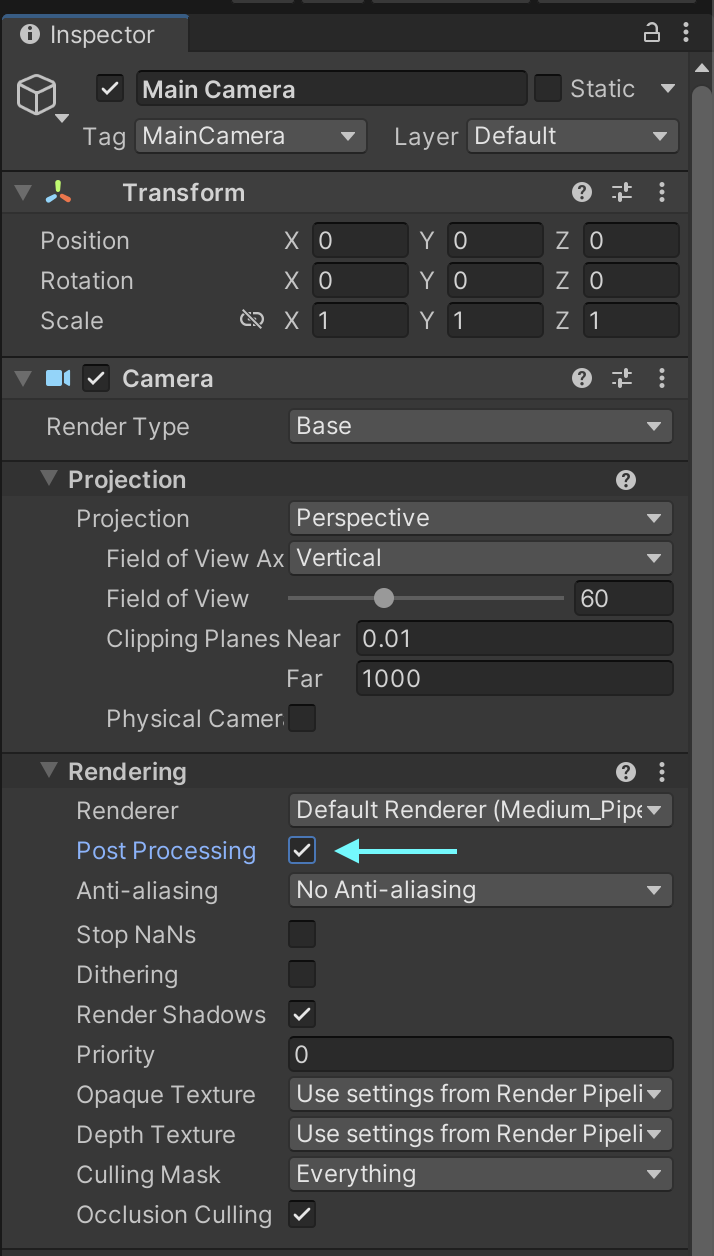 Inspector
Main Camera Static
Tag MainCamera Layer Default
Transform
Position X 0 Y 0 Z 0
Rotation X 0 Y 0 Z 0
Scale X 1 Y 1 Z 1
Camera
Render Type Base
Projection
Projection Perspective
Field of View Ax Vertical
Field of View 60
Clipping Planes Near 0.01
Far 1000
Physical Camer
Rendering
Renderer Default Renderer (Medium_Pipe
Post Processing
Anti-aliasing No Anti-aliasing
Stop NaNs
Dithering
Render Shadows
Priority 0
Opaque Texture Use settings from Render Pipeli
Depth Texture Use settings from Render Pipeli
Culling Mask Everything
Occlusion Culling